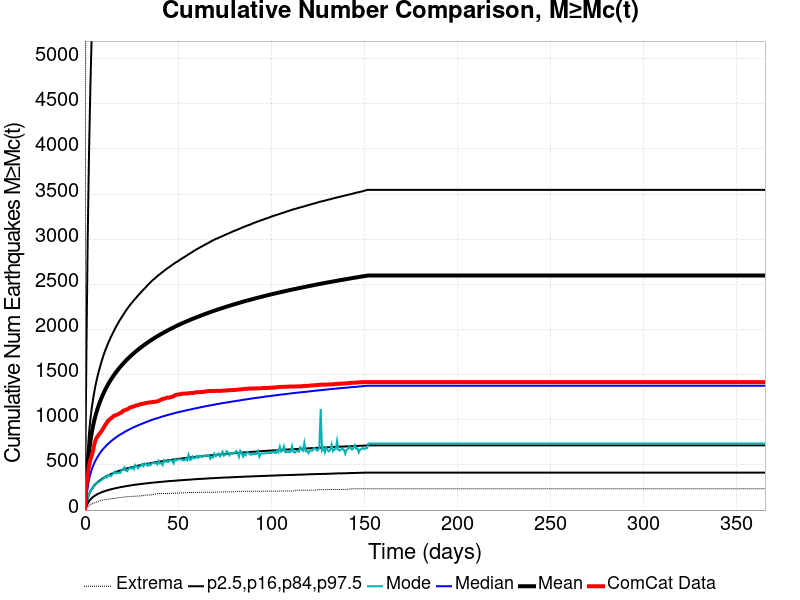 Cumulative Number Comparison, M≥Mc(t)
Cumulative Num Earthquakes M≥Mc(t)
5000
4500
4000
3500
3000
2500
2000
1500
1000
500
0
0 50 100 150 200 250 300 350
Time (days)
Extrema p2.5,p16,p84,p97.5 Mode Median Mean ComCat Data